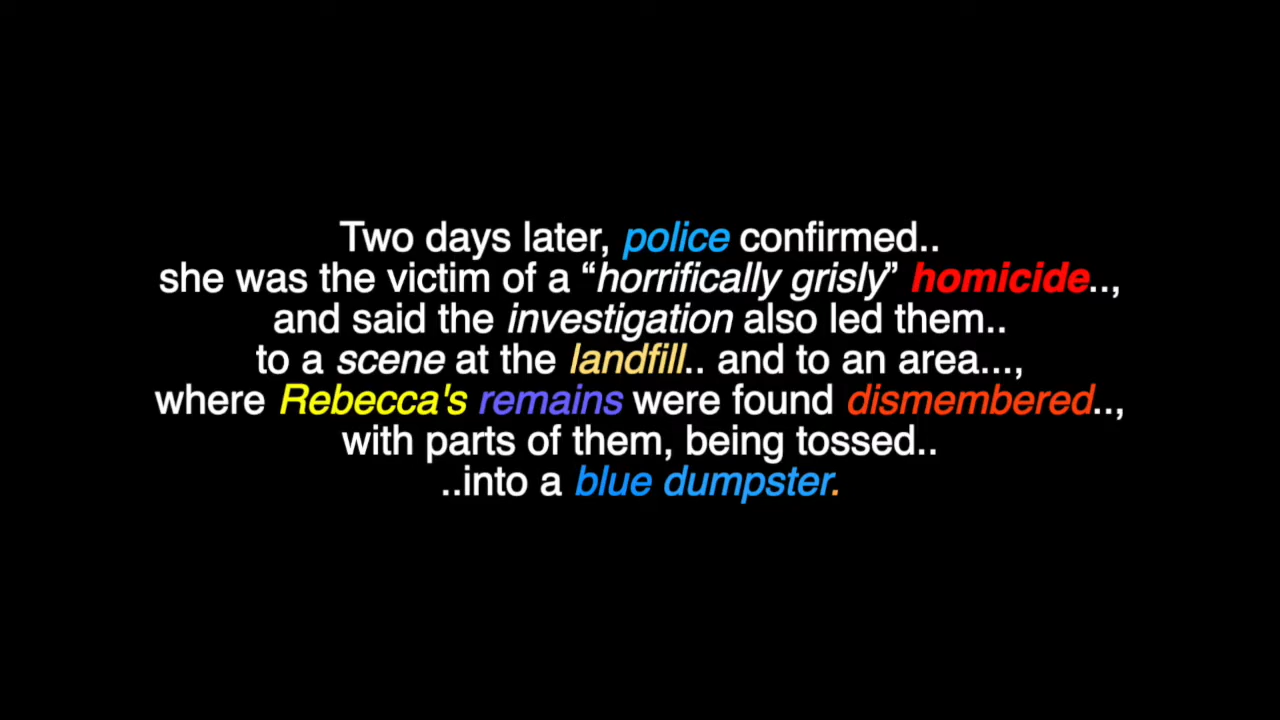 Two days later, police confirmed..
she was the victim of a “horrifically grisly” homicide..,
and said the investigation also led them..
to a scene at the landfill.. and to an area...,
where Rebecca's remains were found dismembered..,
with parts of them, being tossed..
..into a blue dumpster.